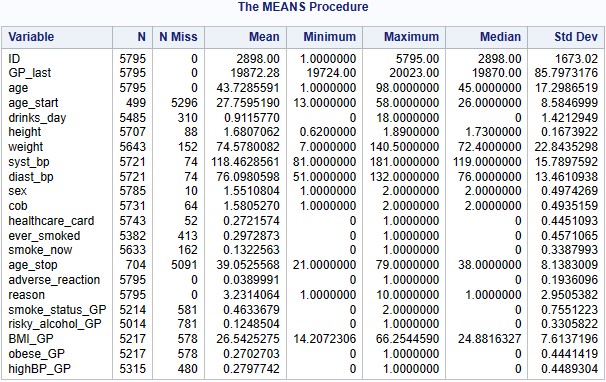 The MEANS Procedure
Variable N N Miss Mean Minimum Maximum Median Std Dev
ID 5795 0 2898.00 1.0000000 5795.00 2898.00 1673.02
GP_last 5795 0 19872.28 19724.00 20023.00 19870.00 85.7973176
age 5795 0 43.7285591 1.0000000 98.0000000 45.0000000 17.2986519
age_start 499 5296 27.7595190 13.0000000 58.0000000 26.0000000 8.5846999
drinks_day 5485 310 0.9115770 0 18.0000000 0 1.4212949
height 5707 88 1.6807062 0.6200000 1.8900000 1.7300000 0.1673922
weight 5643 152 74.5780082 7.0000000 140.5000000 72.4000000 22.8435298
syst_bp 5721 74 118.4628561 81.0000000 181.0000000 119.0000000 15.7897592
diast_bp 5721 74 76.0980598 51.0000000 132.0000000 76.0000000 13.4610938
sex 5785 10 1.5510804 1.0000000 2.0000000 2.0000000 0.4974269
cob 5731 64 1.5805270 1.0000000 2.0000000 2.0000000 0.4935159
healthcare_card 5743 52 0.2721574 0 1.0000000 0 0.4451093
ever_smoked 5382 413 0.2972873 0 1.0000000 0 0.4571065
smoke_now 5633 162 0.1322563 0 1.0000000 0 0.3387993
age_stop 704 5091 39.0525568 21.0000000 79.0000000 38.0000000 8.1383009
adverse_reaction 5795 0 0.0389991 0 1.0000000 0 0.1936096
reason 5795 0 3.2314064 1.0000000 10.0000000 1.0000000 2.9505382
smoke_status_GP 5214 581 0.4633679 0 2.0000000 0 0.7551223
risky_alcohol_GP 5014 781 0.1248504 0 1.0000000 0 0.3305822
BMI_GP 5217 578 26.5425275 14.2072306 66.2544590 24.8816327 7.6137196
obese_GP 5217 578 0.2702703 0 1.0000000 0 0.4441419
highBP_GP 5315 480 0.2797742 0 1.0000000 0 0.4489304